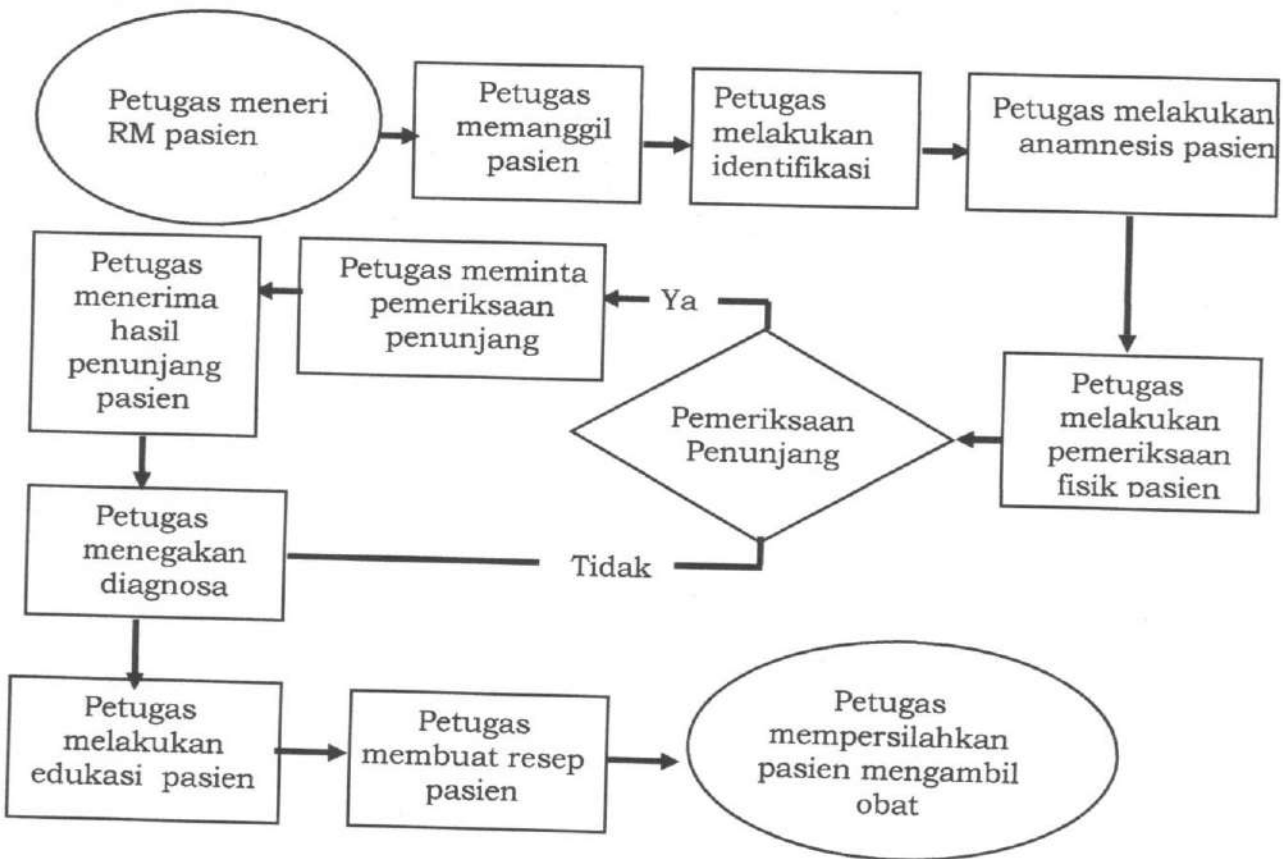 Petugas meneri
RM pasien
Petugas
memanggil
pasien
Petugas
melakukan
identifikasi
Petugas melakukan
anamnesis pasien
Petugas
melakukan
pemeriksaan
fisik pasien
Pemeriksaan
Penunjang
Ya
Petugas meminta
pemeriksaan
penunjang
Petugas
menerima
hasil
penunjang
pasien
Tidak
Petugas
menegakan
diagnosa
Petugas
melakukan
edukasi pasien
Petugas
membuat resep
pasien
Petugas
mempersilahkan
pasien mengambil
obat